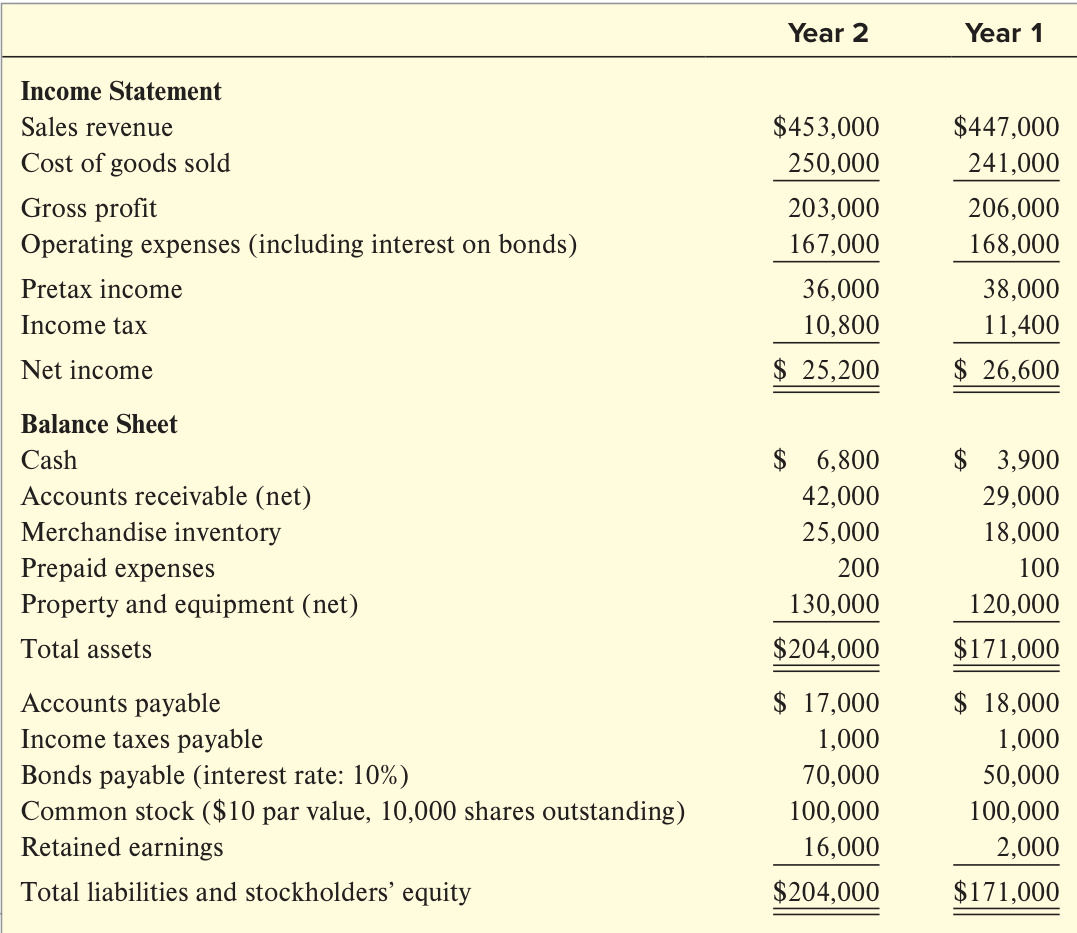 Year 2 Year 1
Income Statement
Sales revenue $453,000 $447,000
Cost of goods sold 250,000 241,000
Gross profit 203,000 206,000
Operating expenses (including interest on bonds) 167,000 168,000
Pretax income 36,000 38,000
Income tax 10,800 11,400
Net income $ 25,200 $ 26,600
Balance Sheet
Cash $ 6,800 $ 3,900
Accounts receivable (net) 42,000 29,000
Merchandise inventory 25,000 18,000
Prepaid expenses 200 100
Property and equipment (net) 130,000 120,000
Total assets $204,000 $171,000
Accounts payable $ 17,000 $ 18,000
Income taxes payable 1,000 1,000
Bonds payable (interest rate: 10%) 70,000 50,000
Common stock ($10 par value, 10,000 shares outstanding) 100,000 100,000
Retained earnings 16,000 2,000
Total liabilities and stockholders’ equity $204,000 $171,000